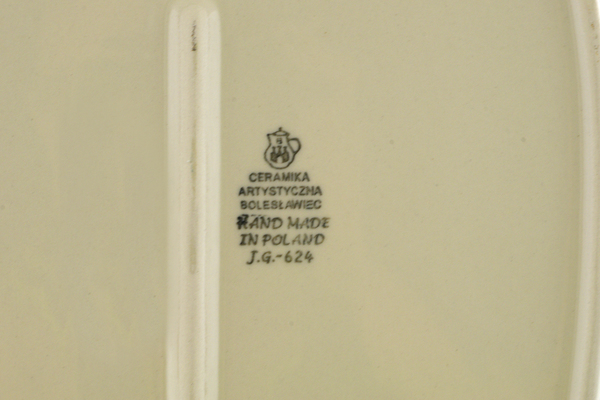 CERAMIKA
ARTYSTYCZNA
BOLESŁAWIEC
HAND MADE
IN POLAND
J.G.-624